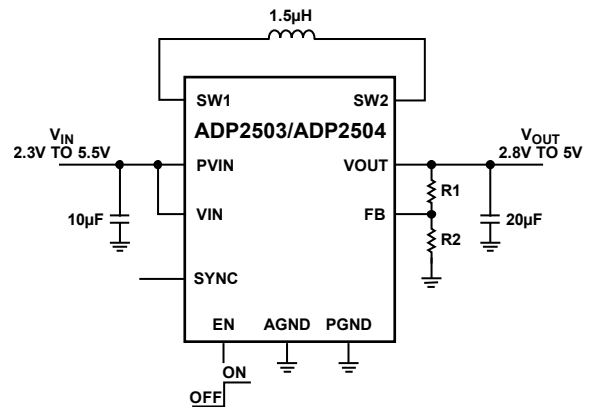 1.5µH
SW1
SW2
ADP2503/ADP2504
VIN
2.3V TO 5.5V
PVIN
VOUT
VOUT
2.8V TO 5V
R1
10µF
VIN
FB
20µF
R2
SYNC
EN
AGND
PGND
ON
OFF